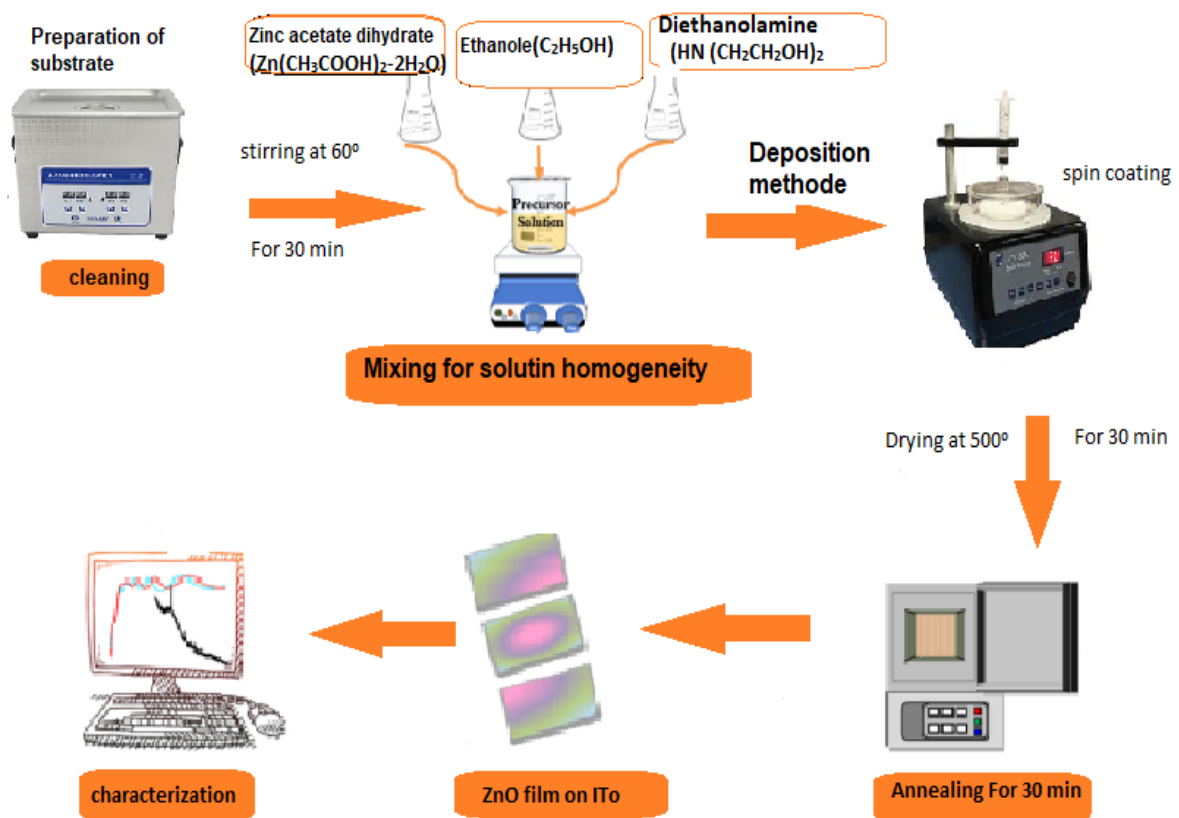 Preparation of
substrate
Zinc acetate dihydrate
(Zn(CH₃COOH)₂-2H₂O)
Ethanole(C₂H₅OH)
Diethanolamine
(HN (CH₂CH₂OH)₂
cleaning
stirring at 60⁰
For 30 min
Precursor
Solution
Mixing for solutin homogeneity
Deposition
methode
spin coating
Drying at 500⁰
For 30 min
Annealing For 30 min
ZnO film on ITo
characterization